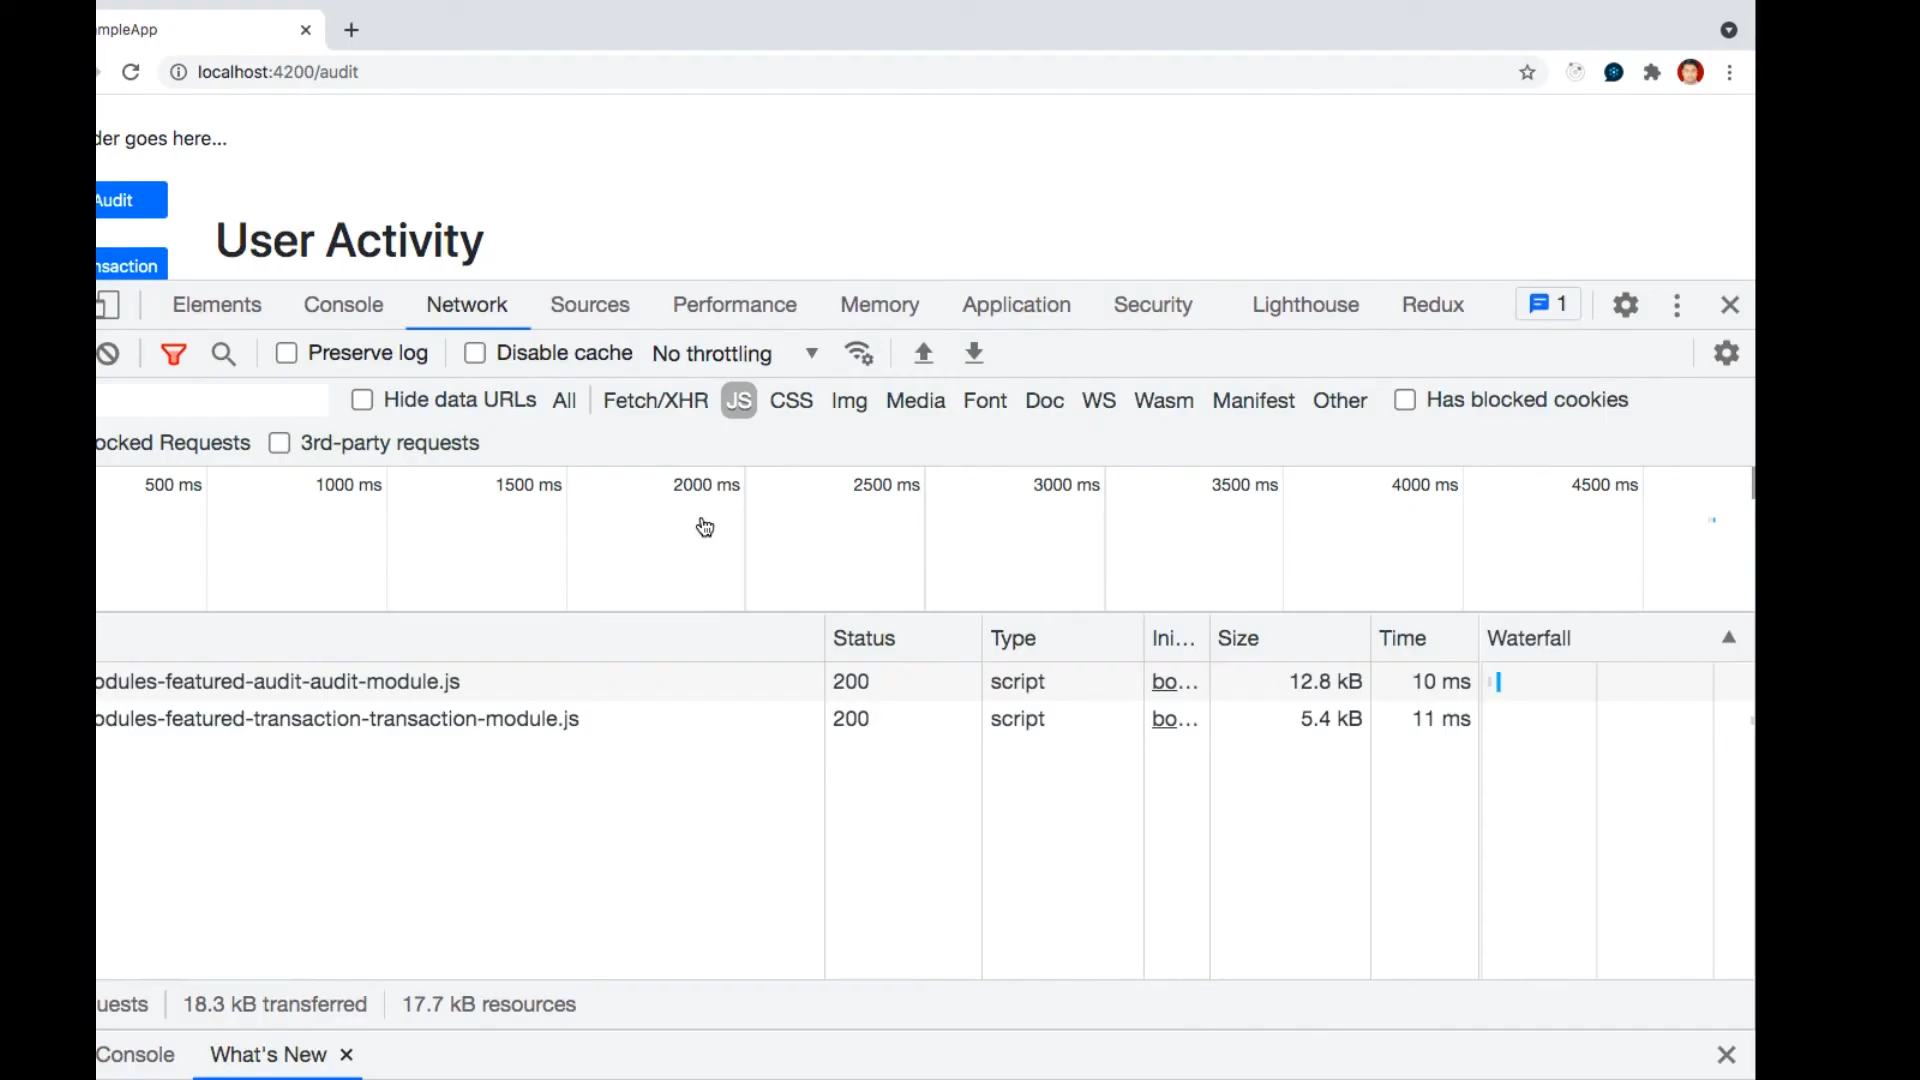 mpleApp
localhost:4200/audit
der goes here...
Audit
User Activity
nsaction
Elements Console Network Sources Performance Memory Application Security Lighthouse Redux 1
Preserve log Disable cache No throttling
Hide data URLs All Fetch/XHR JS CSS Img Media Font Doc WS Wasm Manifest Other Has blocked cookies
ocked Requests 3rd-party requests
500 ms 1000 ms 1500 ms 2000 ms 2500 ms 3000 ms 3500 ms 4000 ms 4500 ms
Status Type Ini... Size Time Waterfall
odules-featured-audit-audit-module.js 200 script bo... 12.8 kB 10 ms
odules-featured-transaction-transaction-module.js 200 script bo... 5.4 kB 11 ms
uests 18.3 kB transferred 17.7 kB resources
Console What's New